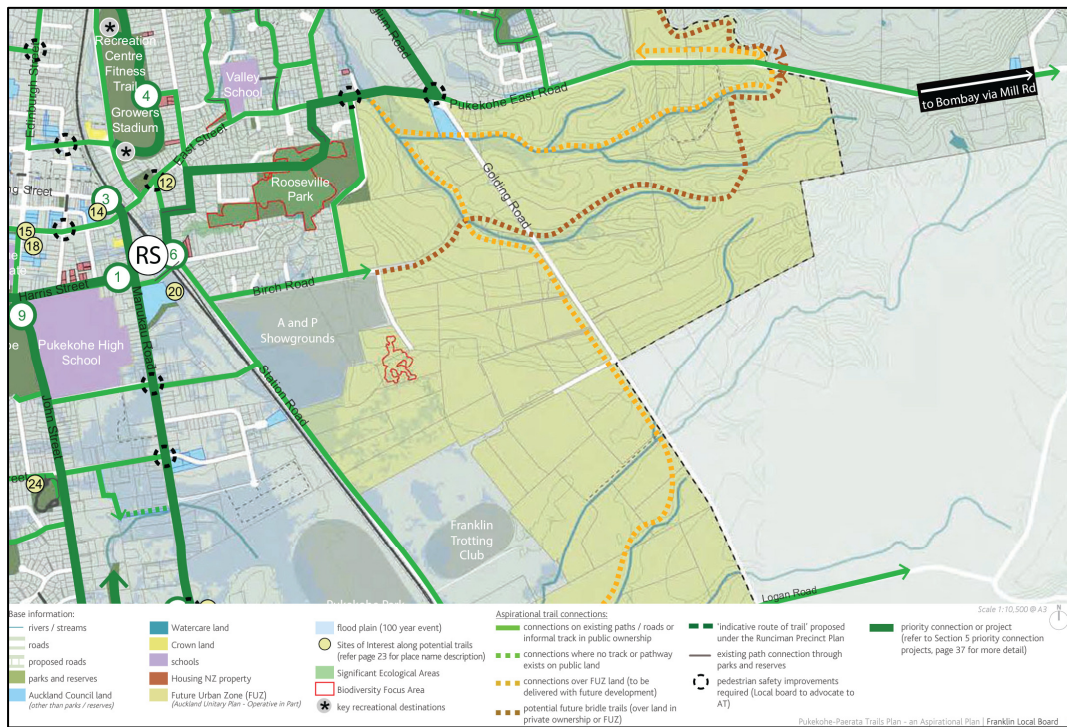 Recreation
Centre
Fitness
Trail
4
Growers
Stadium
Valley
School
Edinburgh Street
East Street
Pukekohe East Road
to Bombay via Mill Rd
Rooseville
Park
Golding Road
12
3
14
15
18
RS
6
1
20
Harris Street
9
Manukau Road
Birch Road
A and P
Showgrounds
Pukekohe High
School
Station Road
John Street
24
Franklin
Trotting
Club
Logan Road
Scale 1:10,500 @ A3
N
Base information:
rivers / streams
roads
proposed roads
parks and reserves
Auckland Council land
(other than parks / reserves)
Watercare land
Crown land
schools
Housing NZ property
Future Urban Zone (FUZ)
(Auckland Unitary Plan - Operative in Part)
flood plain (100 year event)
Sites of Interest along potential trails
(refer page 23 for place name description)
Significant Ecological Areas
Biodiversity Focus Area
key recreational destinations
Aspirational trail connections:
connections on existing paths / roads or
informal track in public ownership
connections where no track or pathway
exists on public land
connections over FUZ land (to be
delivered with future development)
potential future bridle trails (over land in
private ownership or FUZ)
'indicative route of trail' proposed
under the Runciman Precinct Plan
existing path connection through
parks and reserves
pedestrian safety improvements
required (Local board to advocate to
AT)
priority connection or project
(refer to Section 5 priority connection
projects, page 37 for more detail)
Pukekohe-Paerata Trails Plan - an Aspirational Plan | Franklin Local Board